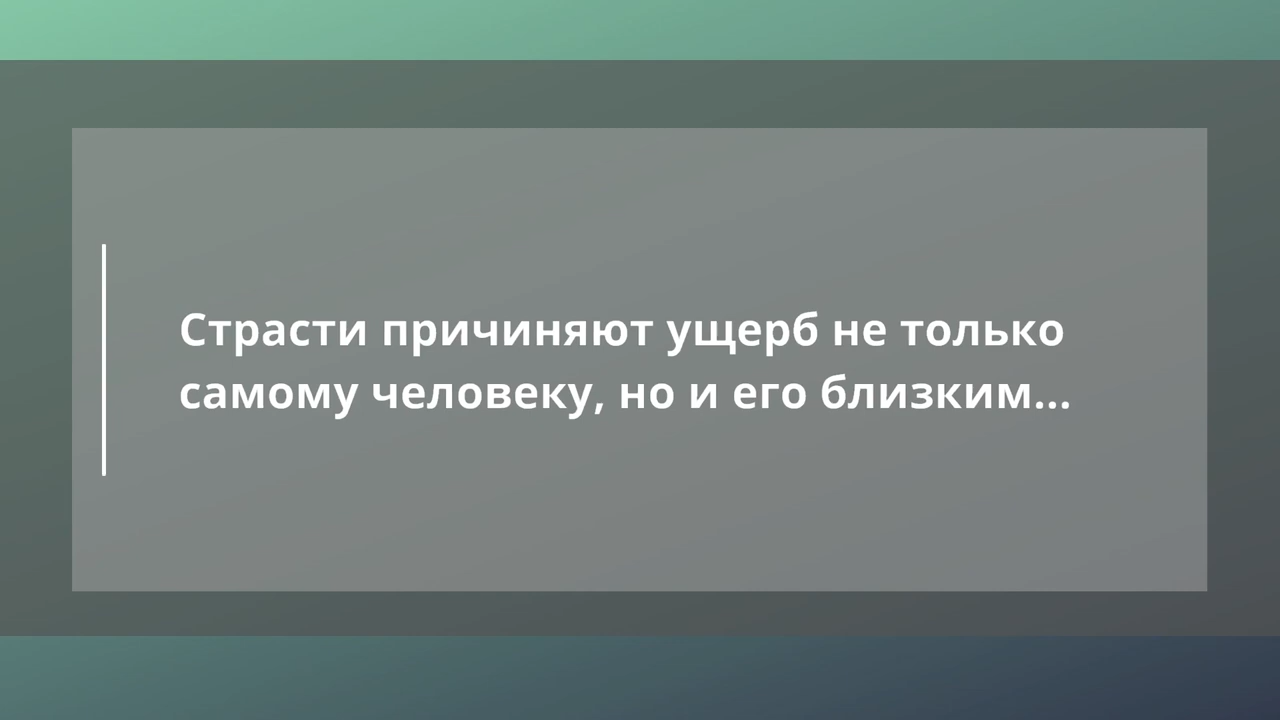 Страсти причиняют ущерб не только
самому человеку, но и его близким...